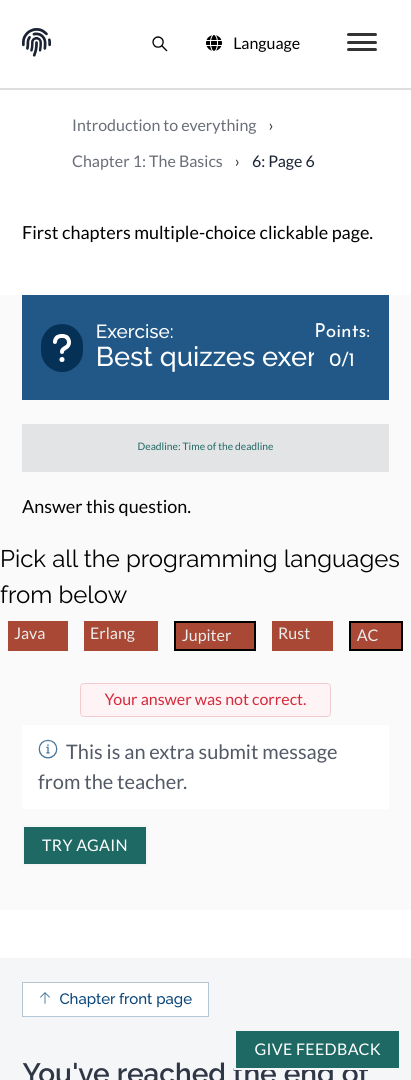 Language
Introduction to everything ›
Chapter 1: The Basics › 6: Page 6
First chapters multiple-choice clickable page.
?
Exercise:
Best quizzes exer
Points:
0/1
Deadline: Time of the deadline
Answer this question.
Pick all the programming languages
from below
Java Erlang Jupiter Rust AC
Your answer was not correct.
This is an extra submit message
from the teacher.
TRY AGAIN
↑ Chapter front page
GIVE FEEDBACK
You've reached the end of